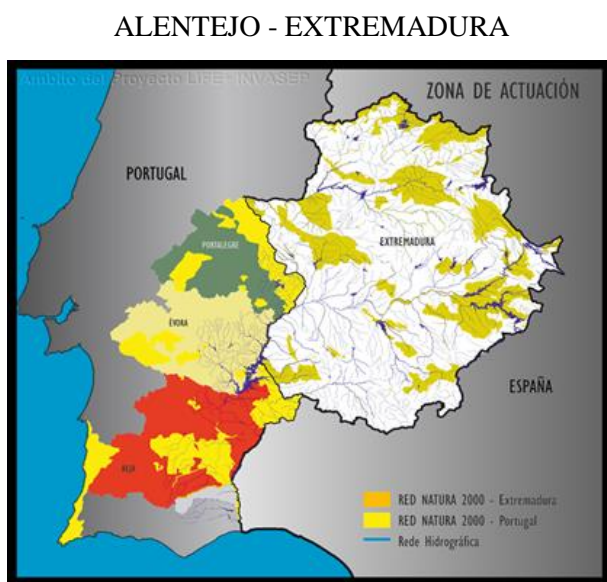 ALENTEJO - EXTREMADURA
Ambito del Proyecto LIFE+ INVASEP
ZONA DE ACTUACIÓN
PORTUGAL
PORTALEGRE
EXTREMADURA
ÉVORA
ESPAÑA
BEJA
RED NATURA 2000 - Extremadura
RED NATURA 2000 - Portugal
Rede Hidrográfica